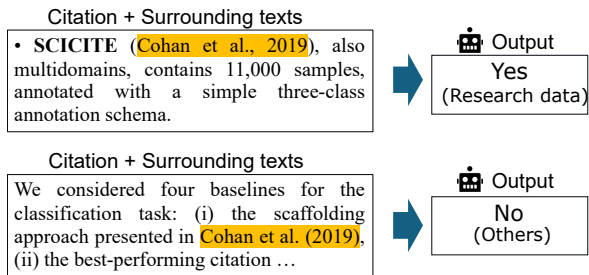 Citation + Surrounding texts
• SCICITE (Cohan et al., 2019), also
multidomains, contains 11,000 samples,
annotated with a simple three-class
annotation schema.
Output
Yes
(Research data)
Citation + Surrounding texts
We considered four baselines for the
classification task: (i) the scaffolding
approach presented in Cohan et al. (2019),
(ii) the best-performing citation …
Output
No
(Others)